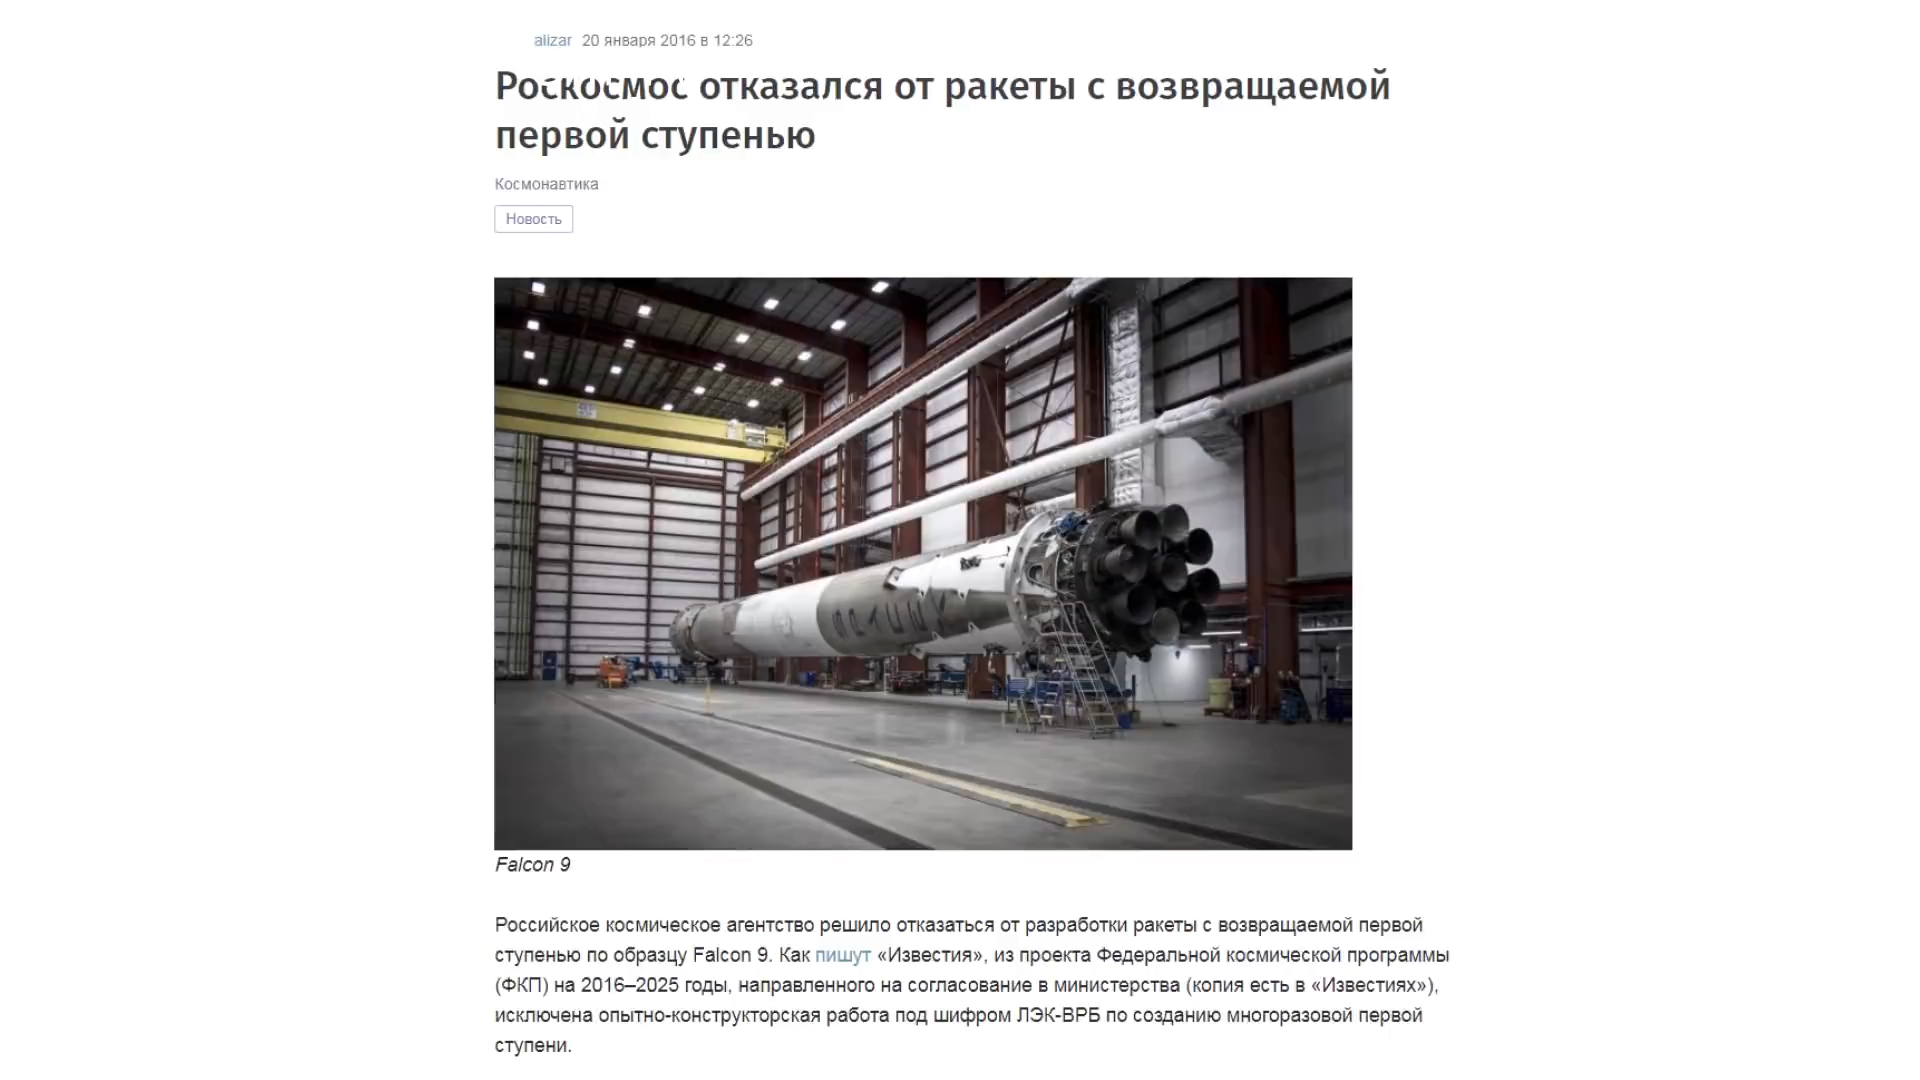 alizar 20 января 2016 в 12:26
Роскосмос отказался от ракеты с возвращаемой
первой ступенью
Космонавтика
Новость
Falcon 9
Российское космическое агентство решило отказаться от разработки ракеты с возвращаемой первой
ступенью по образцу Falcon 9. Как пишут «Известия», из проекта Федеральной космической программы
(ФКП) на 2016–2025 годы, направленного на согласование в министерства (копия есть в «Известиях»),
исключена опытно-конструкторская работа под шифром ЛЭК-ВРБ по созданию многоразовой первой
ступени.